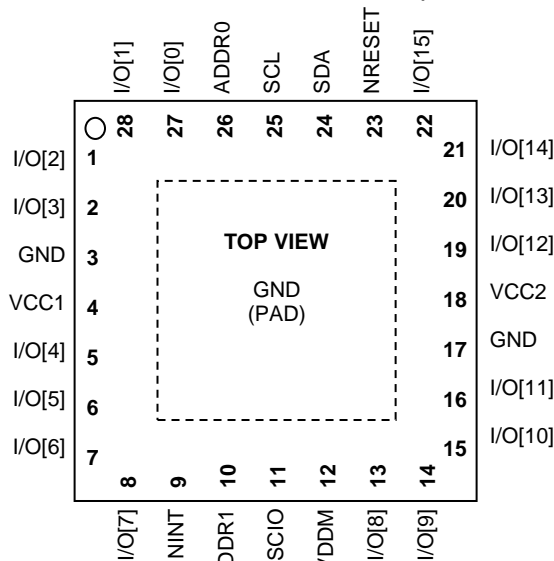 I/O[1]
I/O[0]
ADDR0
SCL
SDA
NRESET
I/O[15]
28
27
26
25
24
23
22
I/O[2] 1
I/O[3] 2
GND 3
VCC1 4
I/O[4] 5
I/O[5] 6
I/O[6] 7
TOP VIEW
GND
(PAD)
21 I/O[14]
20 I/O[13]
19 I/O[12]
18 VCC2
17 GND
16 I/O[11]
15 I/O[10]
8
9
10
11
12
13
14
I/O[7]
NINT
DDR1
SCIO
VDDM
I/O[8]
I/O[9]